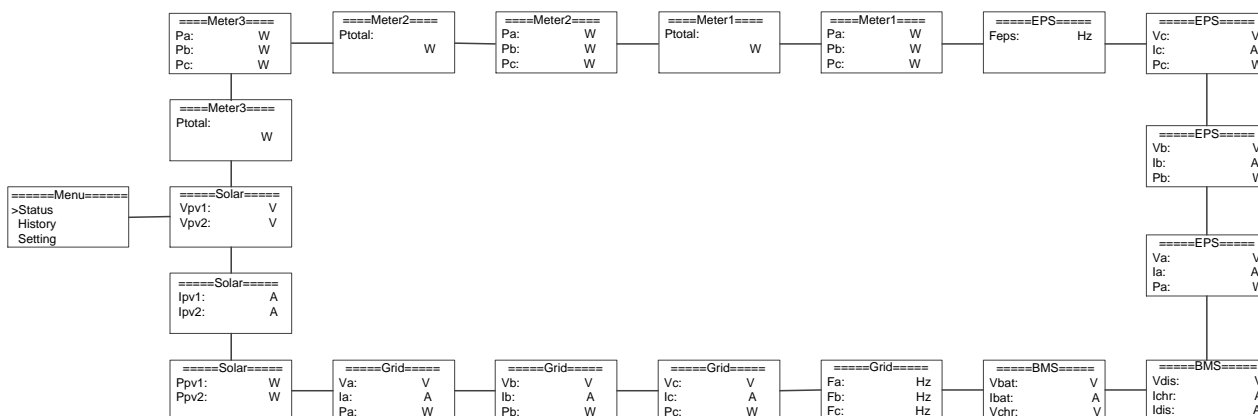 ====Meter3====
Pa: W
Pb: W
Pc: W
====Meter2====
Ptotal:
W
====Meter2====
Pa: W
Pb: W
Pc: W
====Meter1====
Ptotal:
W
====Meter1====
Pa: W
Pb: W
Pc: W
=====EPS=====
Feps: Hz
=====EPS=====
Vc: V
Ic: A
Pc: W
====Meter3====
Ptotal:
W
=====EPS=====
Vb: V
Ib: A
Pb: W
======Menu======
>Status
History
Setting
=====Solar=====
Vpv1: V
Vpv2: V
=====EPS=====
Va: V
Ia: A
Pa: W
=====Solar=====
Ipv1: A
Ipv2: A
=====Solar=====
Ppv1: W
Ppv2: W
=====Grid=====
Va: V
Ia: A
Pa: W
=====Grid=====
Vb: V
Ib: A
Pb: W
=====Grid=====
Vc: V
Ic: A
Pc: W
=====Grid=====
Fa: Hz
Fb: Hz
Fc: Hz
=====BMS=====
Vbat: V
Ibat: A
Vchr: V
=====BMS=====
Vdis: V
Ichr: A
Idis: A